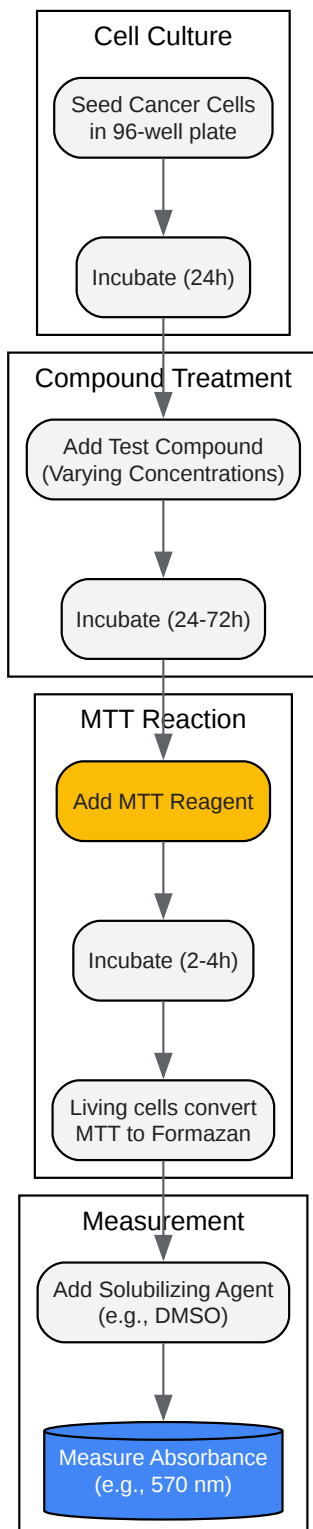 Cell Culture
Seed Cancer Cells
in 96-well plate
Incubate (24h)
Compound Treatment
Add Test Compound
(Varying Concentrations)
Incubate (24-72h)
MTT Reaction
Add MTT Reagent
Incubate (2-4h)
Living cells convert
MTT to Formazan
Measurement
Add Solubilizing Agent
(e.g., DMSO)
Measure Absorbance
(e.g., 570 nm)